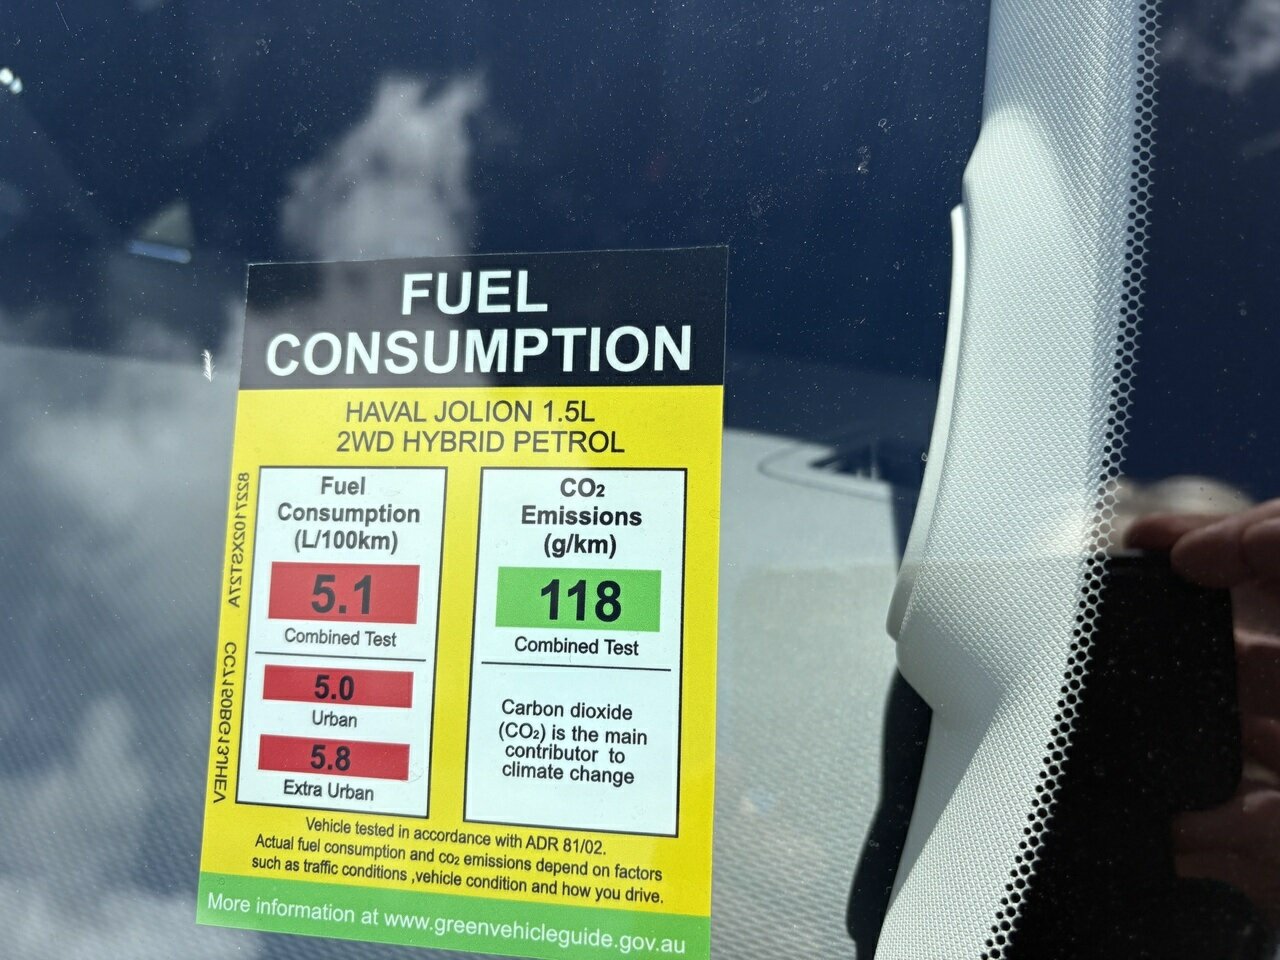 FUEL
CONSUMPTION
HAVAL JOLION 1.5L
2WD HYBRID PETROL
Fuel
Consumption
(L/100km)
5.1
Combined Test
5.0
Urban
5.8
Extra Urban
CO₂
Emissions
(g/km)
118
Combined Test
Carbon dioxide
(CO₂) is the main
contributor to
climate change
Vehicle tested in accordance with ADR 81/02.
Actual fuel consumption and co₂ emissions depend on factors
such as traffic conditions ,vehicle condition and how you drive.
More information at www.greenvehicleguide.gov.au